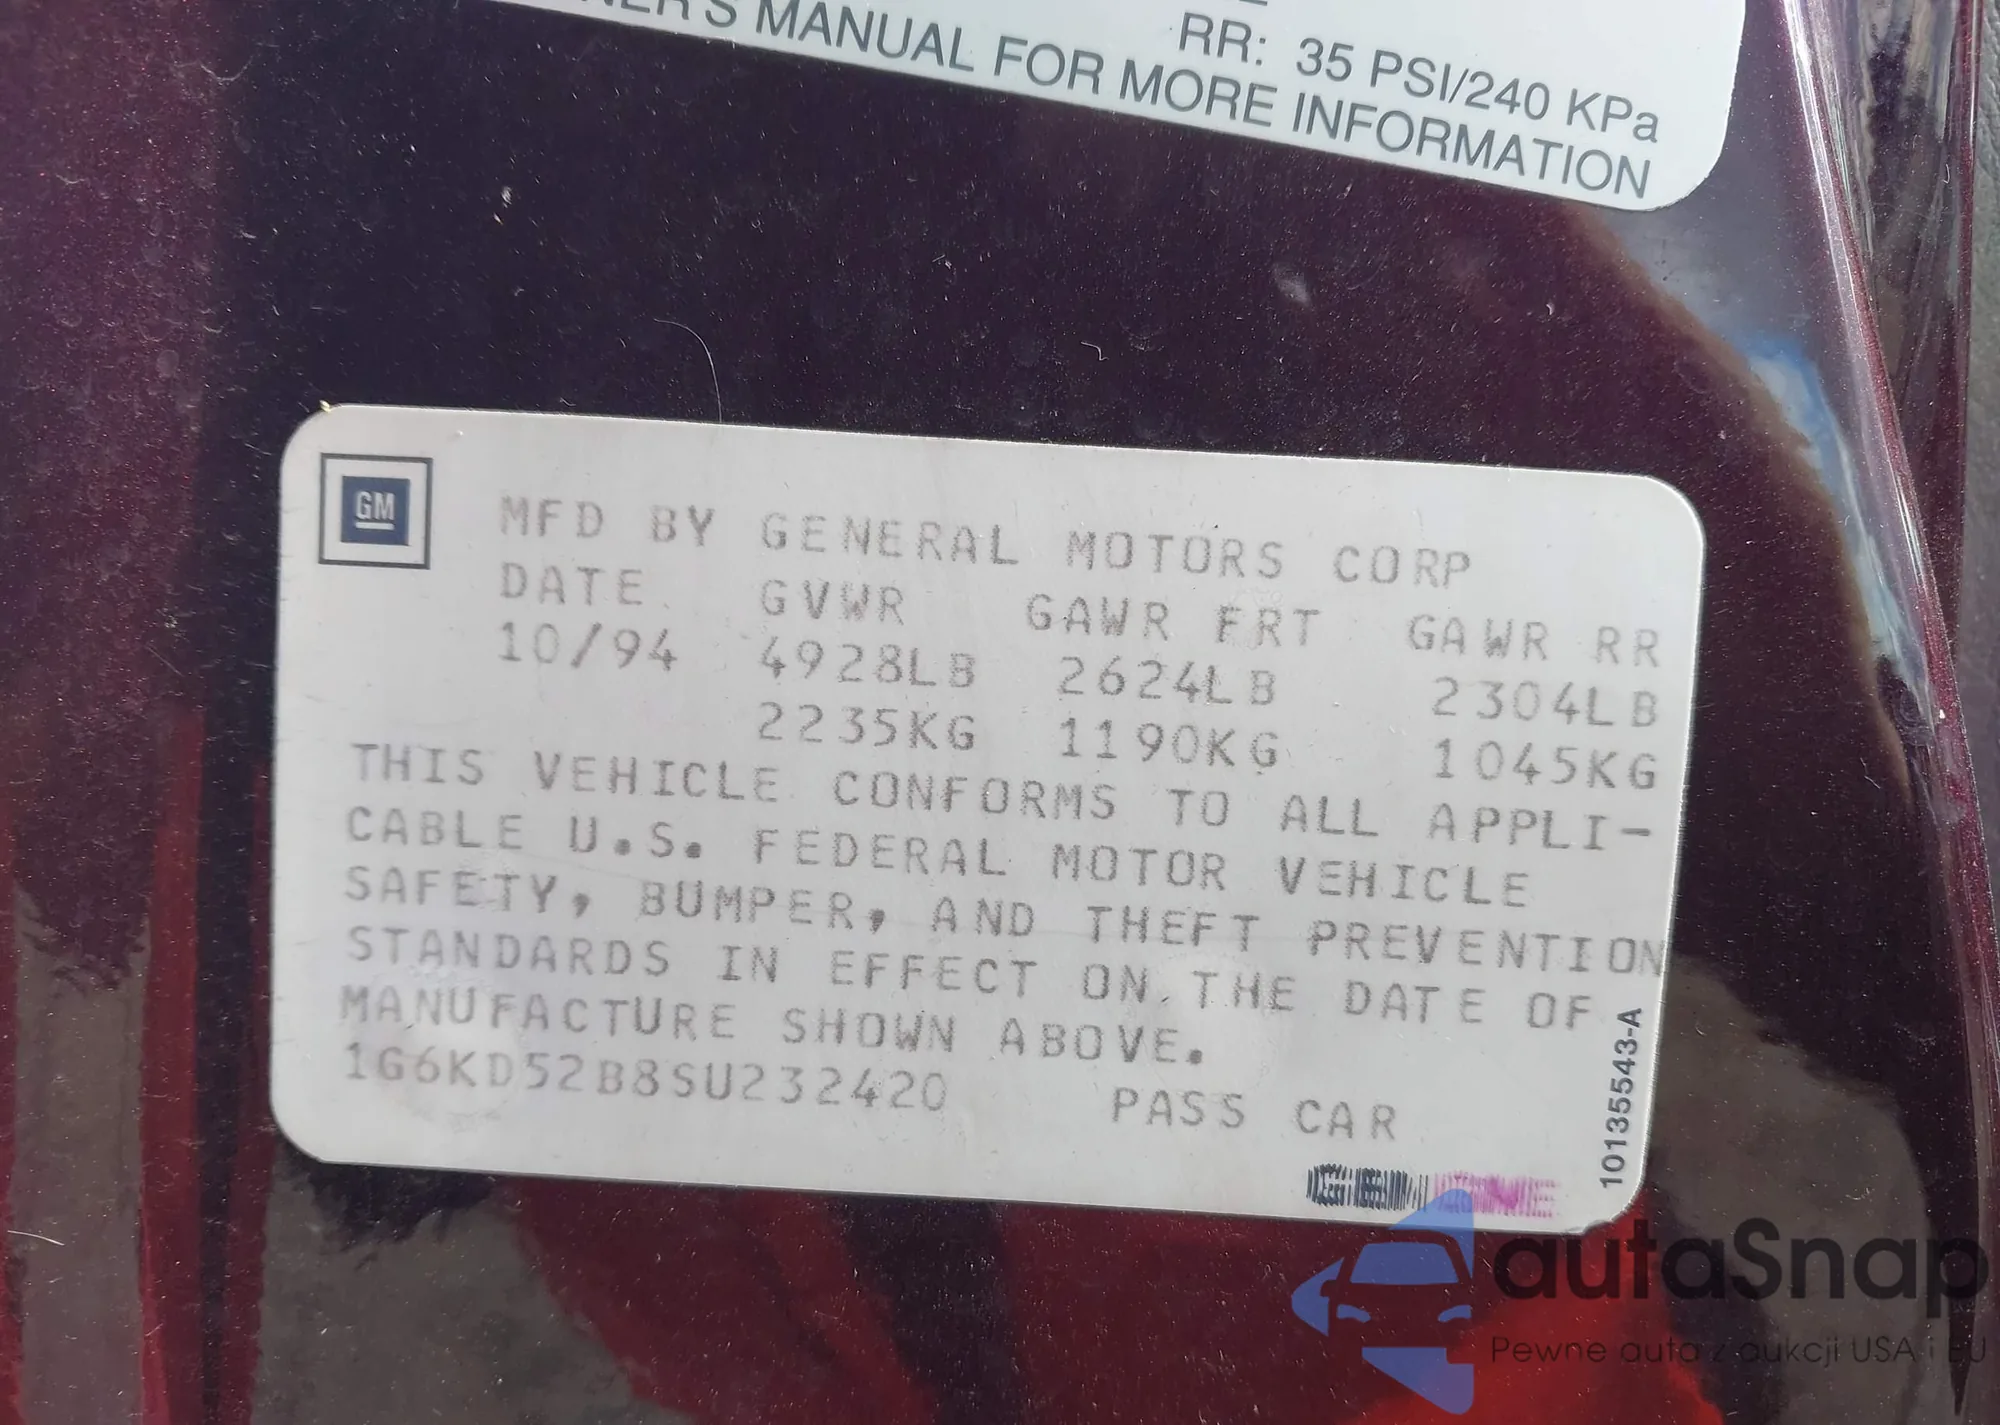 RR: 35 PSI/240 KPa
NER'S MANUAL FOR MORE INFORMATION
GM
MFD BY GENERAL MOTORS CORP
DATE GVWR GAWR FRT GAWR RR
10/94 4928LB 2624LB 2304LB
2235KG 1190KG 1045KG
THIS VEHICLE CONFORMS TO ALL APPLI-
CABLE U.S. FEDERAL MOTOR VEHICLE
SAFETY, BUMPER, AND THEFT PREVENTION
STANDARDS IN EFFECT ON THE DATE OF
MANUFACTURE SHOWN ABOVE.
1G6KD52B8SU232420 PASS CAR
10135543-A
autaSnap
Pewne auta z aukcji USA i EU